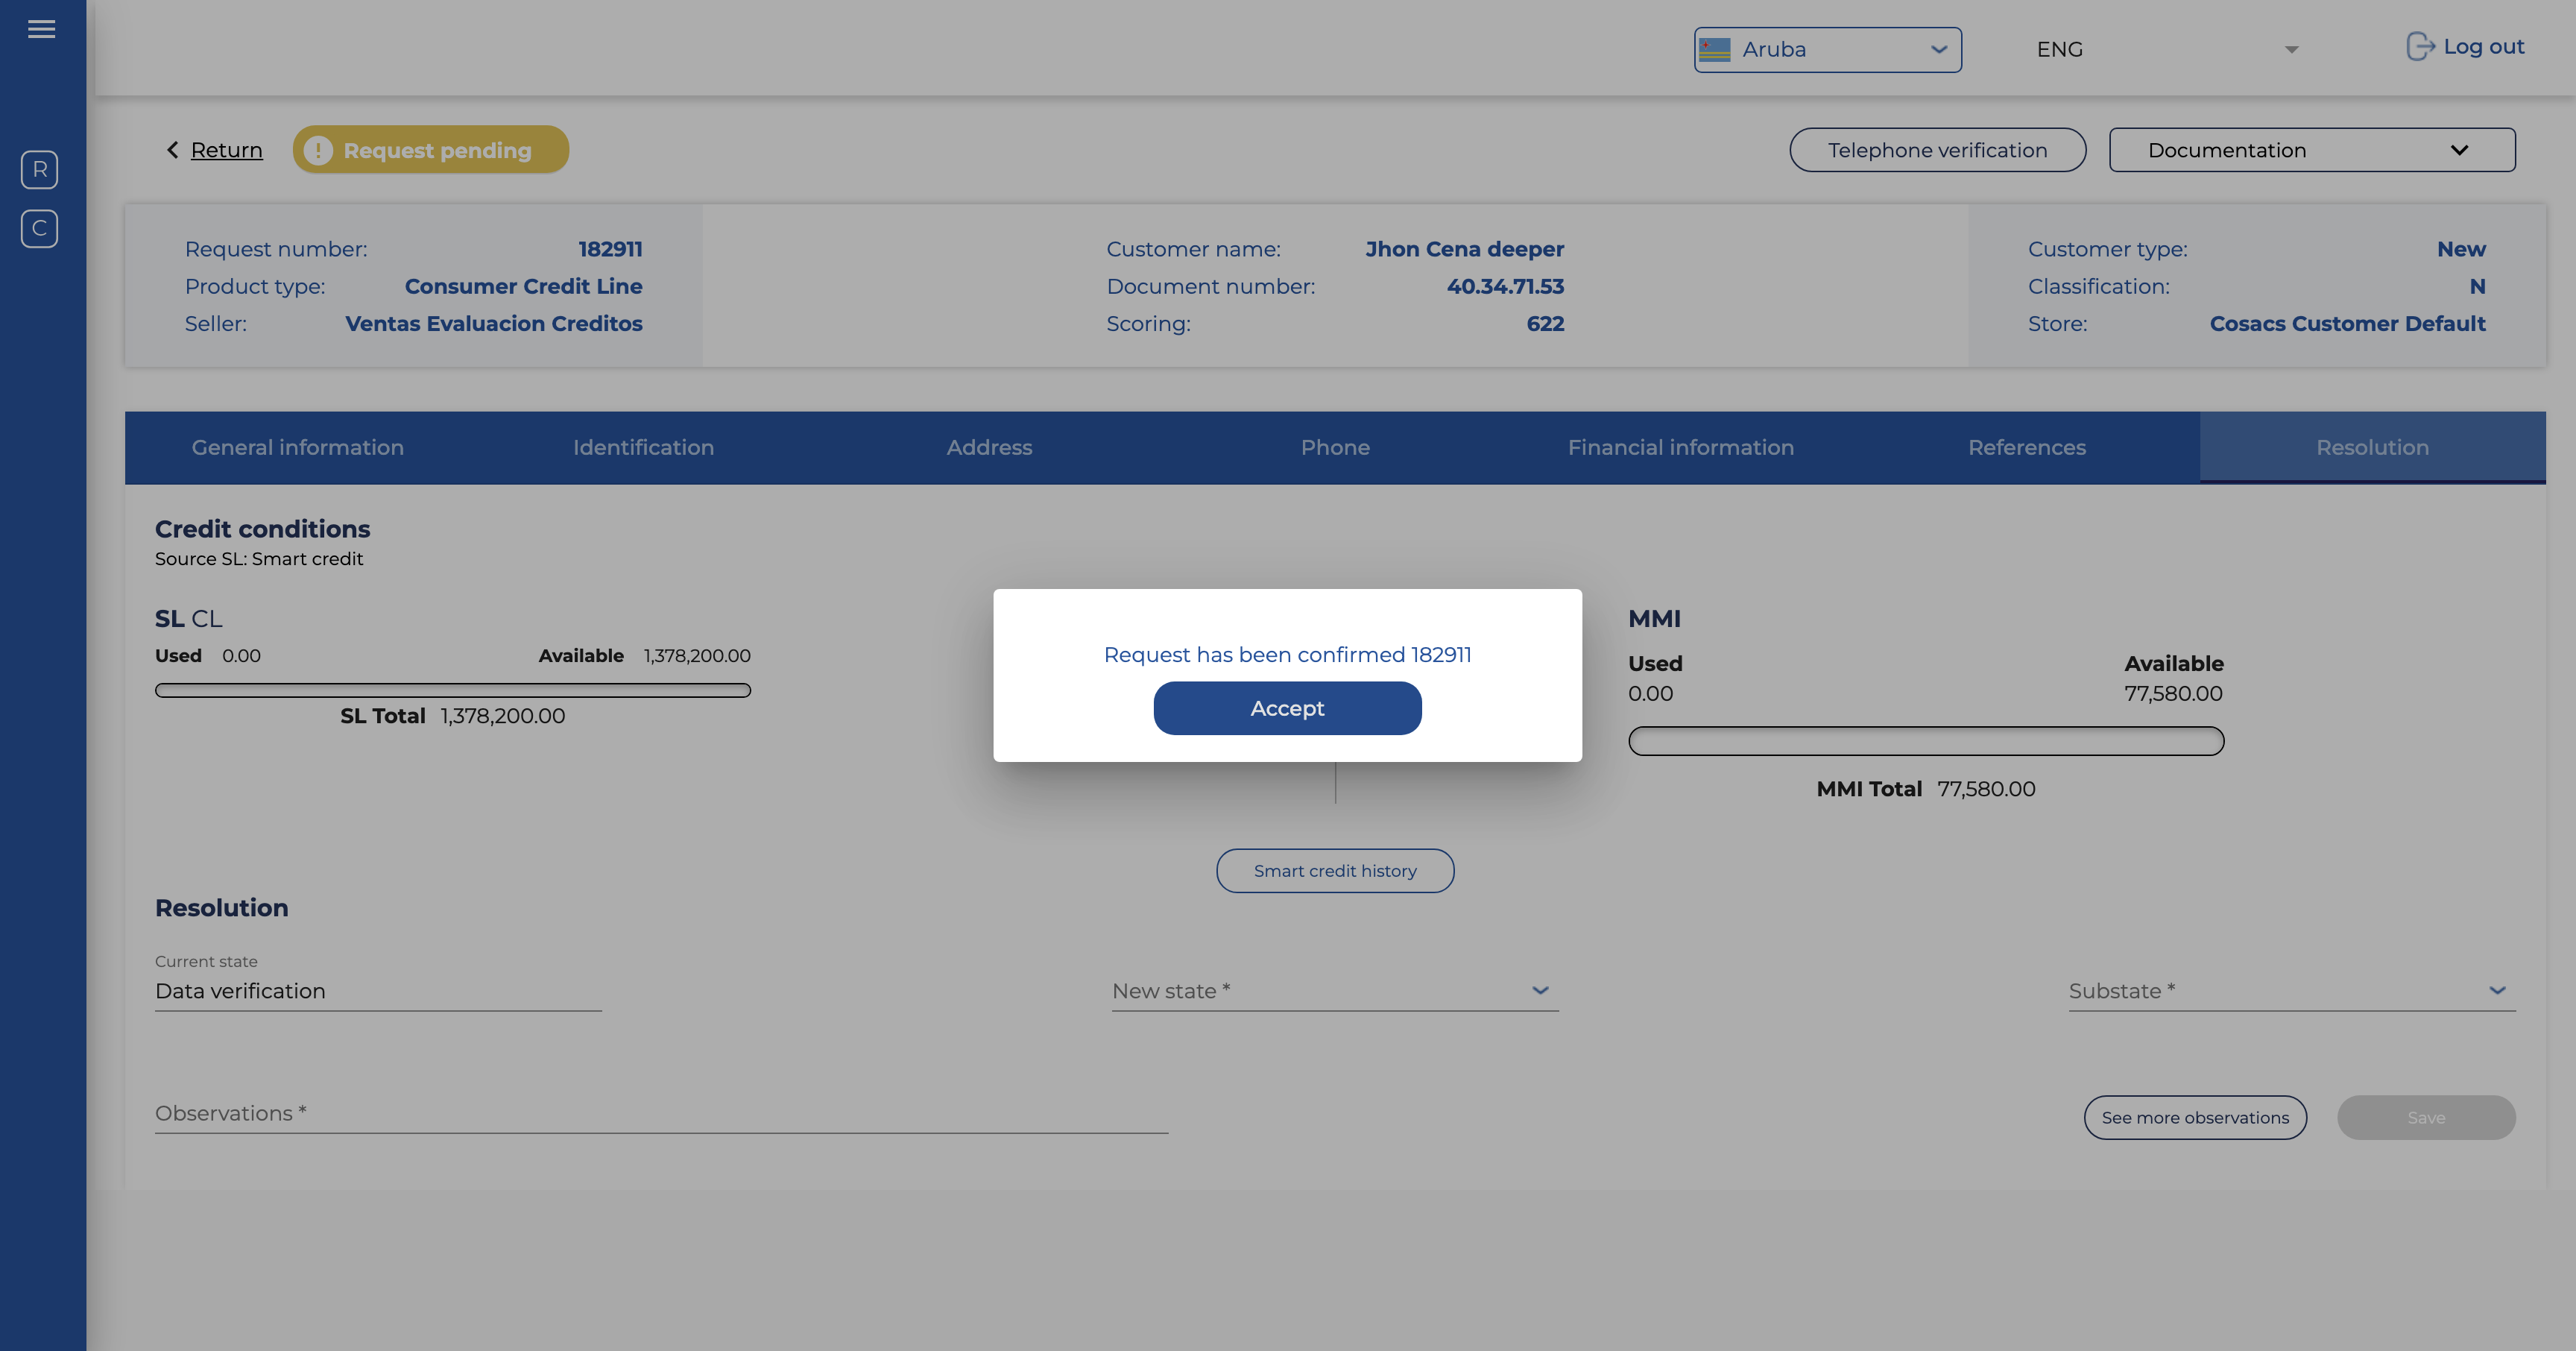 Aruba
ENG
Log out
R
C
Return
! Request pending
Telephone verification
Documentation
Request number: 182911
Product type: Consumer Credit Line
Seller: Ventas Evaluacion Creditos
Customer name: Jhon Cena deeper
Document number: 40.34.71.53
Scoring: 622
Customer type: New
Classification: N
Store: Cosacs Customer Default
General information
Identification
Address
Phone
Financial information
References
Resolution
Credit conditions
Source SL: Smart credit
SL CL
Used 0.00 Available 1,378,200.00
SL Total 1,378,200.00
Request has been confirmed 182911
Accept
MMI
Used Available
0.00 77,580.00
MMI Total 77,580.00
Smart credit history
Resolution
Current state
Data verification
New state *
Substate *
Observations *
See more observations
Save